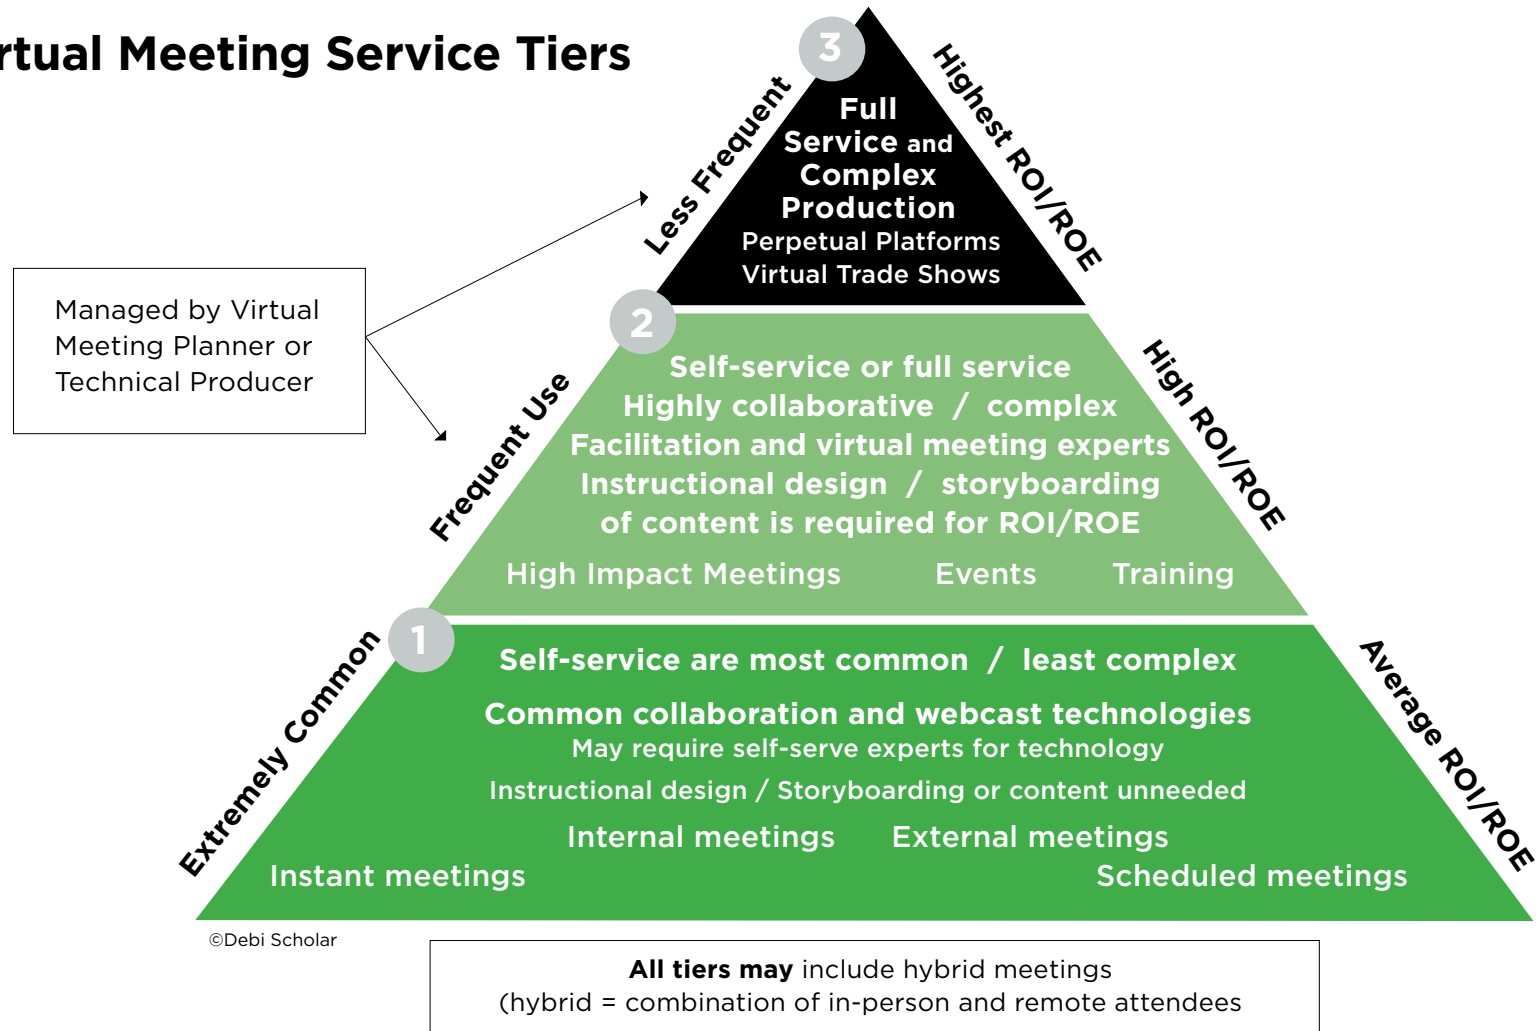 rtual Meeting Service Tiers
3
Less Frequent
Highest ROI/ROE
Full
Service and
Complex
Production
Perpetual Platforms
Virtual Trade Shows
Managed by Virtual
Meeting Planner or
Technical Producer
2
Frequent Use
High ROI/ROE
Self-service or full service
Highly collaborative / complex
Facilitation and virtual meeting experts
Instructional design / storyboarding
of content is required for ROI/ROE
High Impact Meetings Events Training
1
Extremely Common
Average ROI/ROE
Self-service are most common / least complex
Common collaboration and webcast technologies
May require self-serve experts for technology
Instructional design / Storyboarding or content unneeded
Internal meetings External meetings
Instant meetings Scheduled meetings
©Debi Scholar
All tiers may include hybrid meetings
(hybrid = combination of in-person and remote attendees